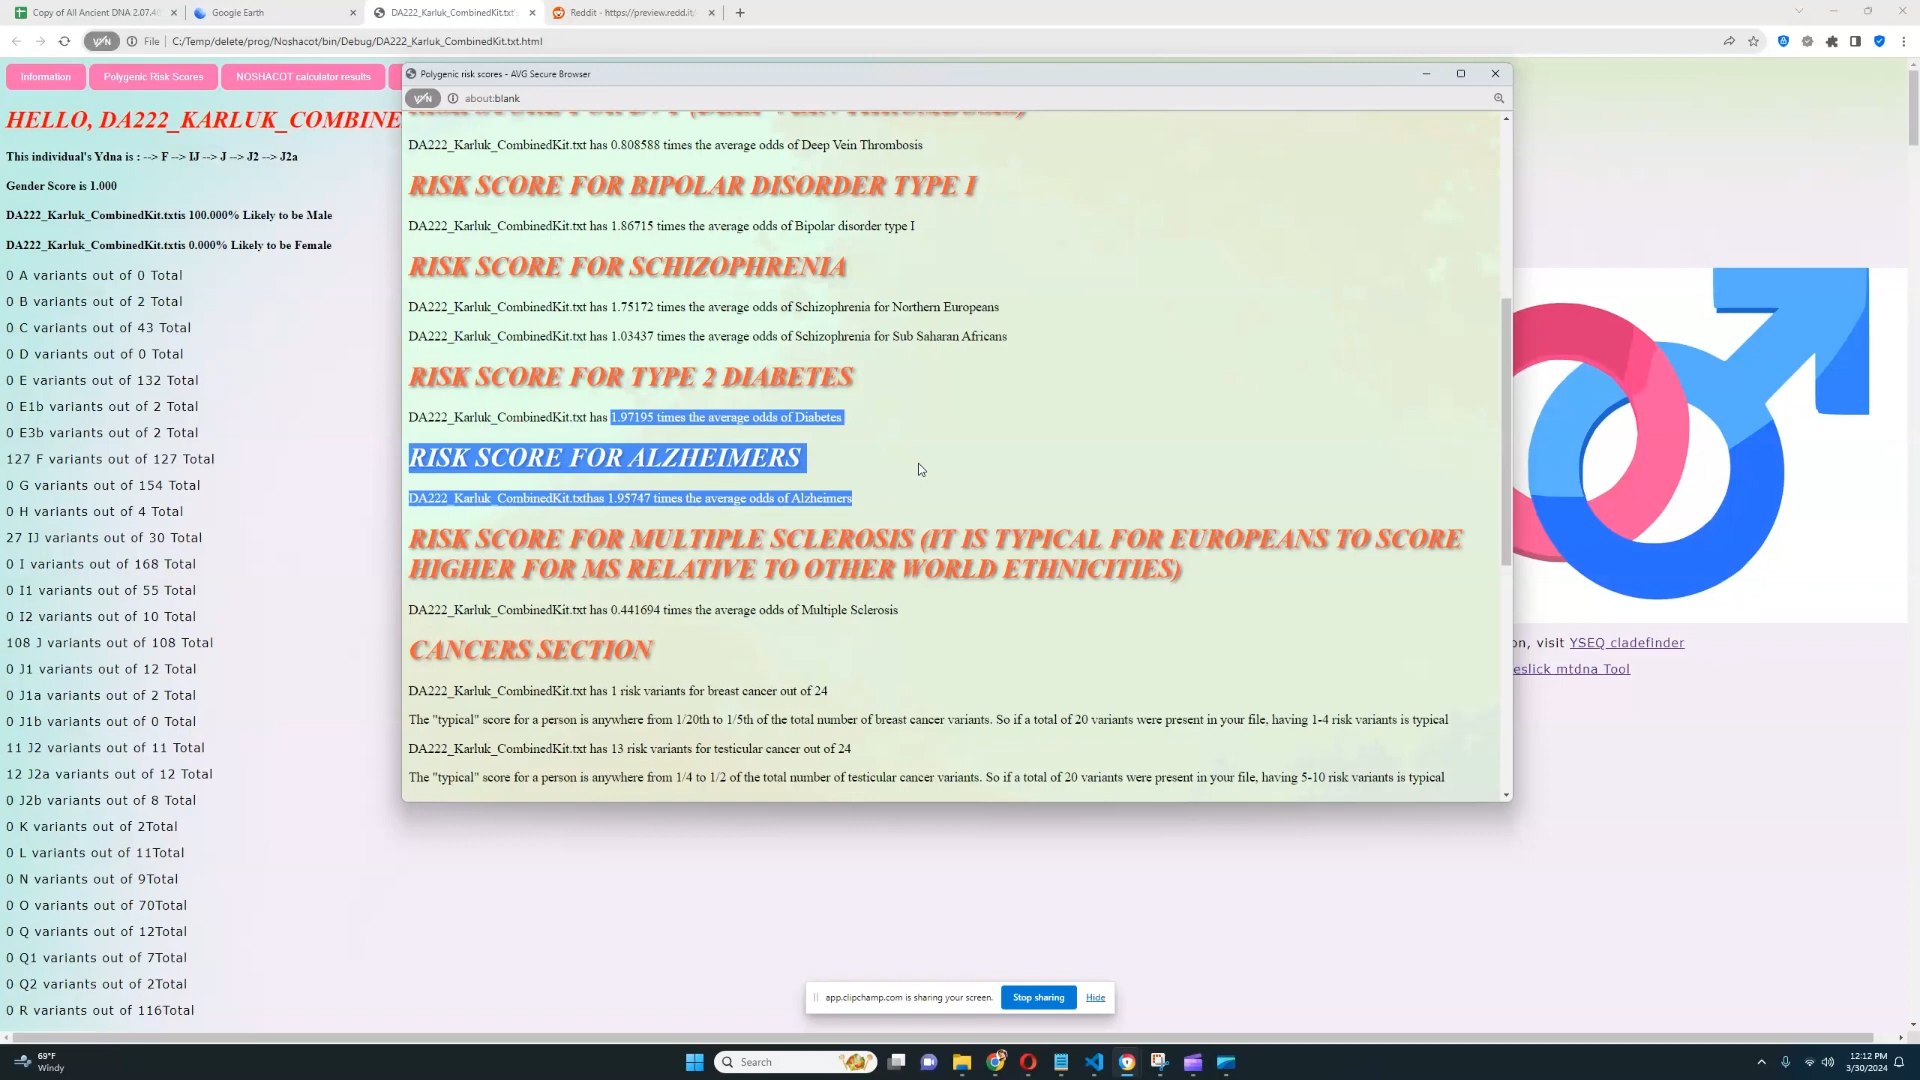 Copy of All Ancient DNA 2.07.40
Google Earth
DA222_Karluk_CombinedKit.txt's
Reddit - https://preview.redd.it/
File
C:/Temp/delete/prog/Noshacot/bin/Debug/DA222_Karluk_CombinedKit.txt.html
Information
Polygenic Risk Scores
NOSHACOT calculator results
HELLO, DA222_KARLUK_COMBINE
This individual's Ydna is : --> F --> IJ --> J --> J2 --> J2a
Gender Score is 1.000
DA222_Karluk_CombinedKit.txtis 100.000% Likely to be Male
DA222_Karluk_CombinedKit.txtis 0.000% Likely to be Female
0 A variants out of 0 Total
0 B variants out of 2 Total
0 C variants out of 43 Total
0 D variants out of 0 Total
0 E variants out of 132 Total
0 E1b variants out of 2 Total
0 E3b variants out of 2 Total
127 F variants out of 127 Total
0 G variants out of 154 Total
0 H variants out of 4 Total
27 IJ variants out of 30 Total
0 I variants out of 168 Total
0 I1 variants out of 55 Total
0 I2 variants out of 10 Total
108 J variants out of 108 Total
0 J1 variants out of 12 Total
0 J1a variants out of 2 Total
0 J1b variants out of 0 Total
11 J2 variants out of 11 Total
12 J2a variants out of 12 Total
0 J2b variants out of 8 Total
0 K variants out of 2Total
0 L variants out of 11Total
0 N variants out of 9Total
0 O variants out of 70Total
0 Q variants out of 12Total
0 Q1 variants out of 7Total
0 Q2 variants out of 2Total
0 R variants out of 116Total
Polygenic risk scores - AVG Secure Browser
about:blank
DA222_Karluk_CombinedKit.txt has 0.808588 times the average odds of Deep Vein Thrombosis
RISK SCORE FOR BIPOLAR DISORDER TYPE I
DA222_Karluk_CombinedKit.txt has 1.86715 times the average odds of Bipolar disorder type I
RISK SCORE FOR SCHIZOPHRENIA
DA222_Karluk_CombinedKit.txt has 1.75172 times the average odds of Schizophrenia for Northern Europeans
DA222_Karluk_CombinedKit.txt has 1.03437 times the average odds of Schizophrenia for Sub Saharan Africans
RISK SCORE FOR TYPE 2 DIABETES
DA222_Karluk_CombinedKit.txt has 1.97195 times the average odds of Diabetes
RISK SCORE FOR ALZHEIMERS
DA222_Karluk_CombinedKit.txthas 1.95747 times the average odds of Alzheimers
RISK SCORE FOR MULTIPLE SCLEROSIS (IT IS TYPICAL FOR EUROPEANS TO SCORE
HIGHER FOR MS RELATIVE TO OTHER WORLD ETHNICITIES)
DA222_Karluk_CombinedKit.txt has 0.441694 times the average odds of Multiple Sclerosis
CANCERS SECTION
DA222_Karluk_CombinedKit.txt has 1 risk variants for breast cancer out of 24
The "typical" score for a person is anywhere from 1/20th to 1/5th of the total number of breast cancer variants. So if a total of 20 variants were present in your file, having 1-4 risk variants is typical
DA222_Karluk_CombinedKit.txt has 13 risk variants for testicular cancer out of 24
The "typical" score for a person is anywhere from 1/4 to 1/2 of the total number of testicular cancer variants. So if a total of 20 variants were present in your file, having 5-10 risk variants is typical
on, visit YSEQ cladefinder
eslick mtdna Tool
app.clipchamp.com is sharing your screen.
Stop sharing
Hide
69°F
Windy
Search
12:12 PM
3/30/2024